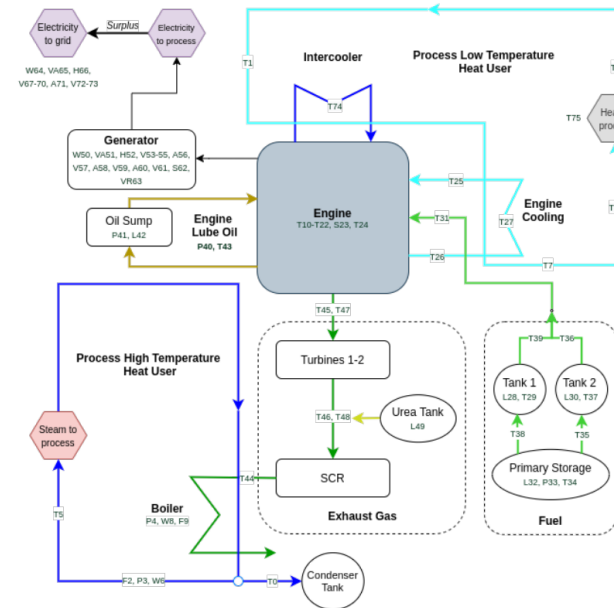 Electricity
to grid
Surplus
Electricity
to process
W64, VA65, H66,
V67-70, A71, V72-73
T1
Intercooler
Process Low Temperature
Heat User
T74
T75
Generator
W50, VA51, H52, V53-55, A56,
V57, A58, V59, A60, V61, S62,
VR63
Oil Sump
P41, L42
Engine
Lube Oil
P40, T43
Engine
T10-T22, S23, T24
T25
T31
T27
T26
Engine
Cooling
T7
T45, T47
Process High Temperature
Heat User
Turbines 1-2
T46, T48
Urea Tank
L49
SCR
Exhaust Gas
T39
T36
Tank 1
L28, T29
Tank 2
L30, T37
T38
T35
Primary Storage
L32, P33, T34
Fuel
Steam to
process
T44
Boiler
P4, W8, F9
T5
F2, P3, W6
T0
Condenser
Tank